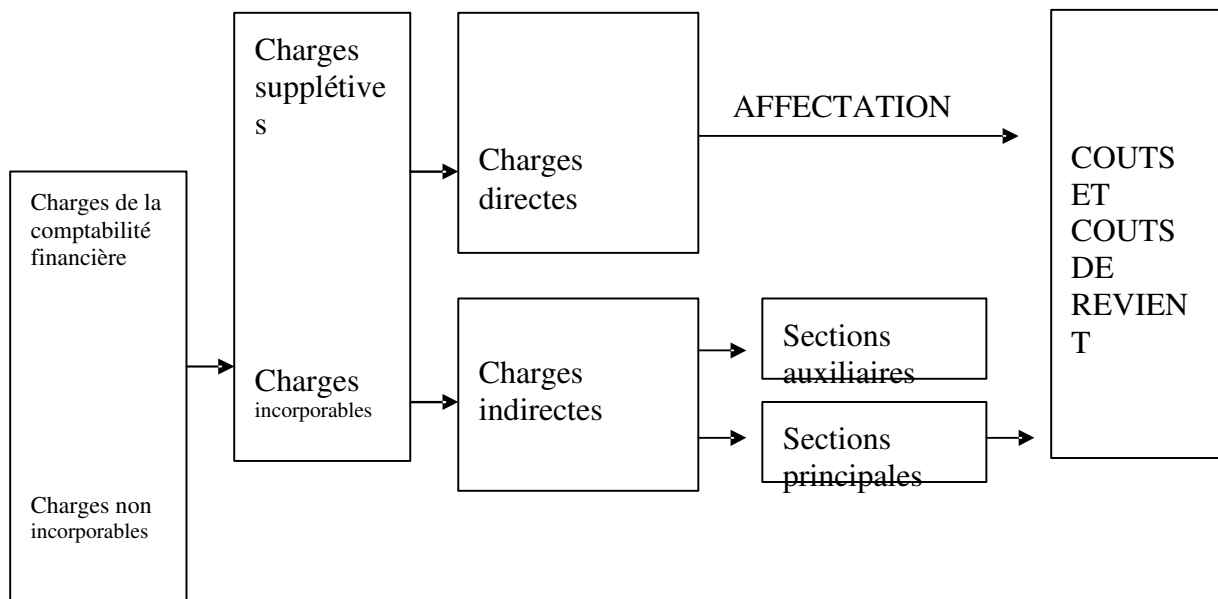 Charges de la
comptabilité
financière
Charges non
incorporables
Charges
supplétive
s
Charges
incorporables
Charges
directes
Charges
indirectes
AFFECTATION
Sections
auxiliaires
Sections
principales
COUTS
ET
COUTS
DE
REVIEN
T